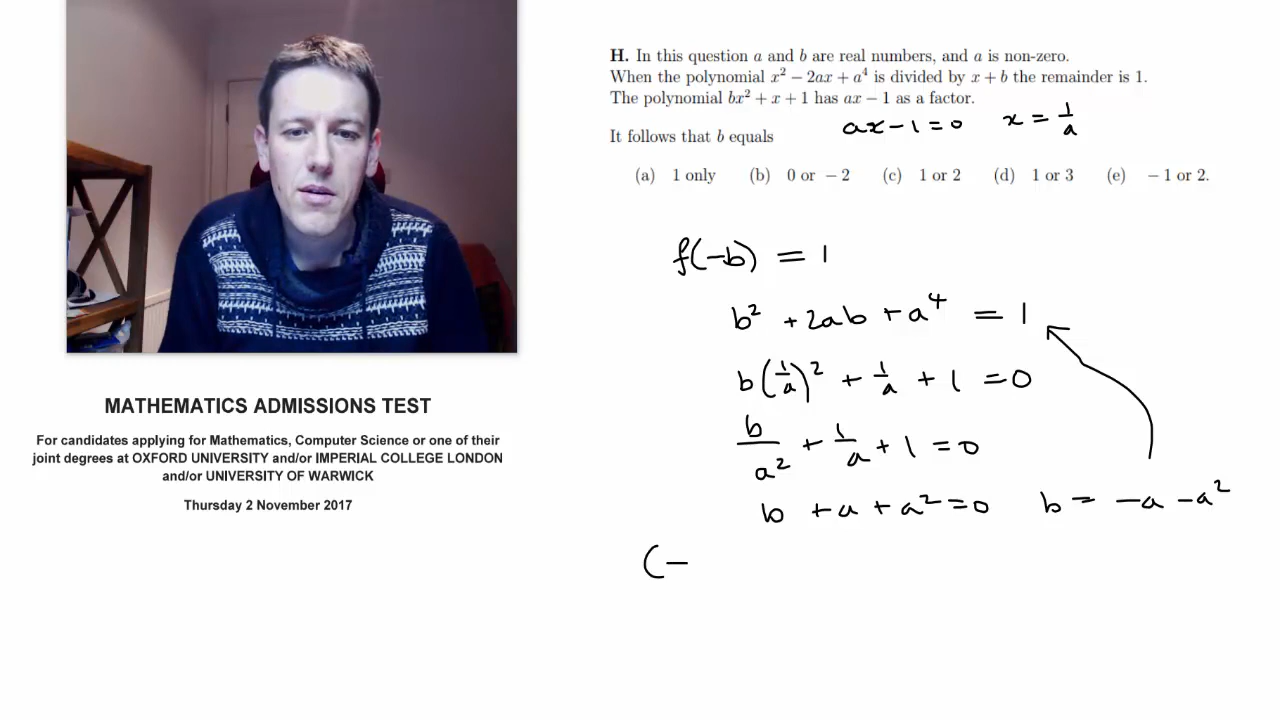 H. In this question a and b are real numbers, and a is non-zero.
When the polynomial x² − 2ax + a⁴ is divided by x + b the remainder is 1.
The polynomial bx² + x + 1 has ax − 1 as a factor.
ax − 1 = 0 x = 1/a
It follows that b equals
(a) 1 only (b) 0 or − 2 (c) 1 or 2 (d) 1 or 3 (e) − 1 or 2.
f(−b) = 1
b² + 2ab + a⁴ = 1
b(1/a)² + 1/a + 1 = 0
b/a² + 1/a + 1 = 0
b + a + a² = 0 b = −a − a²
(−
MATHEMATICS ADMISSIONS TEST
For candidates applying for Mathematics, Computer Science or one of their
joint degrees at OXFORD UNIVERSITY and/or IMPERIAL COLLEGE LONDON
and/or UNIVERSITY OF WARWICK
Thursday 2 November 2017